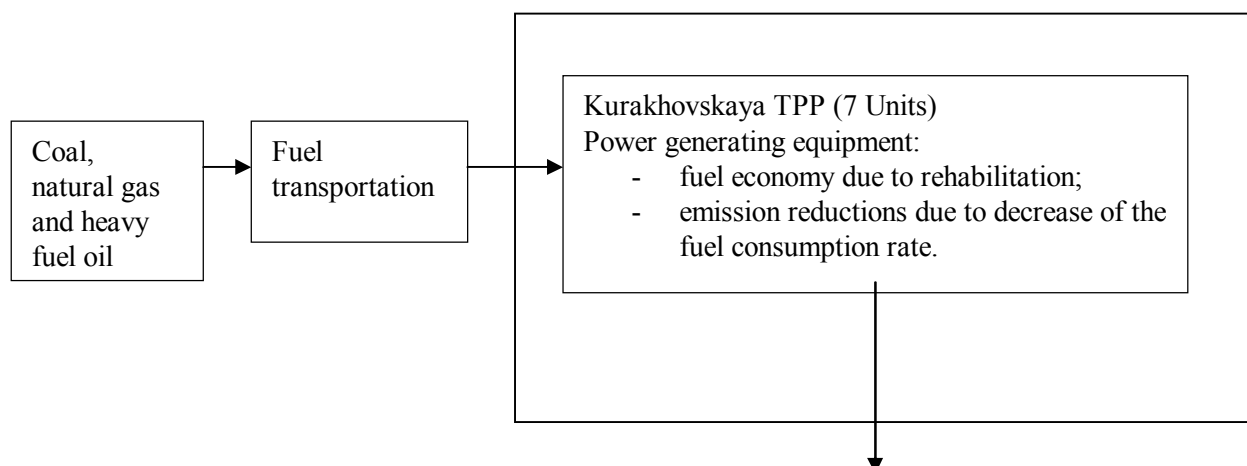 Coal,
natural gas
and heavy
fuel oil
Fuel
transportation
Kurakhovskaya TPP (7 Units)
Power generating equipment:
- fuel economy due to rehabilitation;
- emission reductions due to decrease of the
fuel consumption rate.